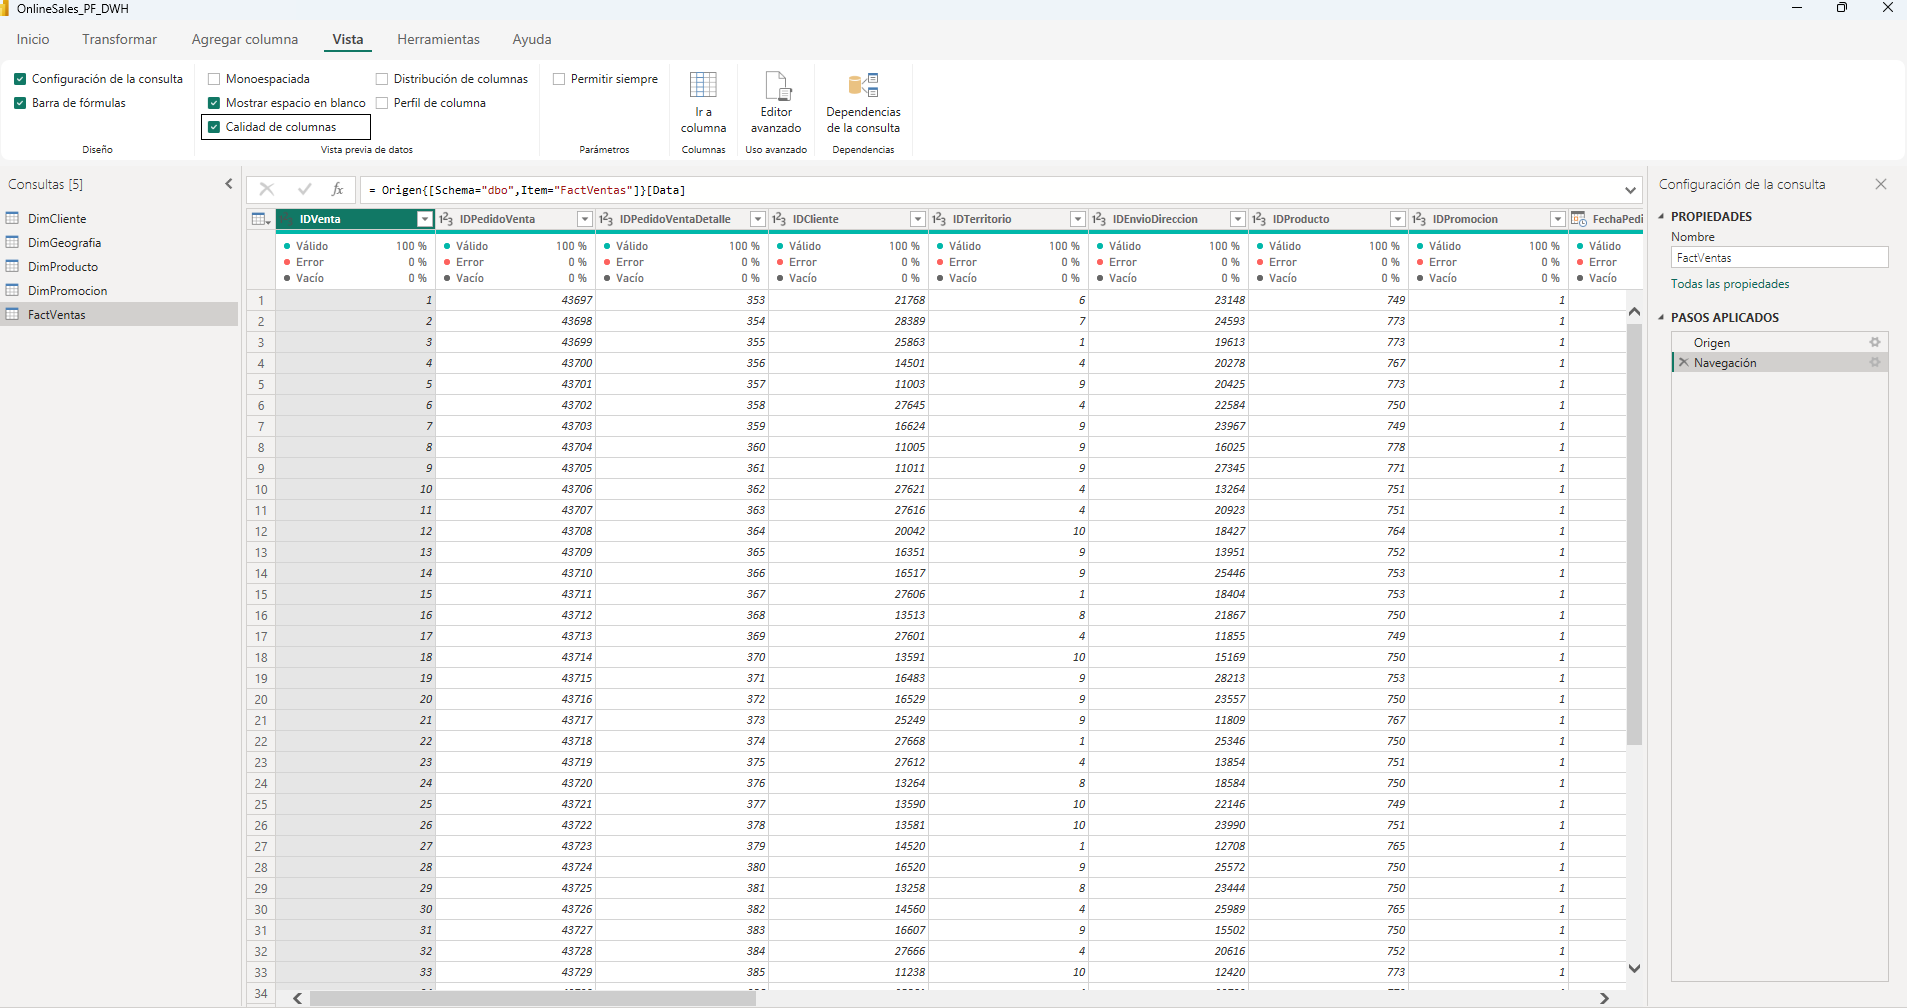 OnlineSales_PF_DWH
Inicio Transformar Agregar columna Vista Herramientas Ayuda
Configuración de la consulta
Barra de fórmulas
Diseño
Monoespaciada
Mostrar espacio en blanco
Calidad de columnas
Distribución de columnas
Perfil de columna
Vista previa de datos
Permitir siempre
Parámetros
Ir a
columna
Columnas
Editor
avanzado
Uso avanzado
Dependencias
de la consulta
Dependencias
Consultas [5]
DimCliente
DimGeografia
DimProducto
DimPromocion
FactVentas
fx = Origen{[Schema="dbo",Item="FactVentas"]}[Data]
IDVenta IDPedidoVenta IDPedidoVentaDetalle IDCliente IDTerritorio IDEnvioDireccion IDProducto IDPromocion FechaPedi
Válido 100 % Válido 100 % Válido 100 % Válido 100 % Válido 100 % Válido 100 % Válido 100 % Válido 100 % Válido
Error 0 % Error 0 % Error 0 % Error 0 % Error 0 % Error 0 % Error 0 % Error 0 % Error
Vacío 0 % Vacío 0 % Vacío 0 % Vacío 0 % Vacío 0 % Vacío 0 % Vacío 0 % Vacío 0 % Vacío
1 1 43697 353 21768 6 23148 749 1
2 2 43698 354 28389 7 24593 773 1
3 3 43699 355 25863 1 19613 773 1
4 4 43700 356 14501 4 20278 767 1
5 5 43701 357 11003 9 20425 773 1
6 6 43702 358 27645 4 22584 750 1
7 7 43703 359 16624 9 23967 749 1
8 8 43704 360 11005 9 16025 778 1
9 9 43705 361 11011 9 27345 771 1
10 10 43706 362 27621 4 13264 751 1
11 11 43707 363 27616 4 20923 751 1
12 12 43708 364 20042 10 18427 764 1
13 13 43709 365 16351 9 13951 752 1
14 14 43710 366 16517 9 25446 753 1
15 15 43711 367 27606 1 18404 753 1
16 16 43712 368 13513 8 21867 750 1
17 17 43713 369 27601 4 11855 749 1
18 18 43714 370 13591 10 15169 750 1
19 19 43715 371 16483 9 28213 753 1
20 20 43716 372 16529 9 23557 750 1
21 21 43717 373 25249 9 11809 767 1
22 22 43718 374 27668 1 25346 750 1
23 23 43719 375 27612 4 13854 751 1
24 24 43720 376 13264 8 18584 750 1
25 25 43721 377 13590 10 22146 749 1
26 26 43722 378 13581 10 23990 751 1
27 27 43723 379 14520 1 12708 765 1
28 28 43724 380 16520 9 25572 750 1
29 29 43725 381 13258 8 23444 750 1
30 30 43726 382 14560 4 25989 765 1
31 31 43727 383 16607 9 15502 750 1
32 32 43728 384 27666 4 20616 752 1
33 33 43729 385 11238 10 12420 773 1
34
Configuración de la consulta
PROPIEDADES
Nombre
FactVentas
Todas las propiedades
PASOS APLICADOS
Origen
Navegación